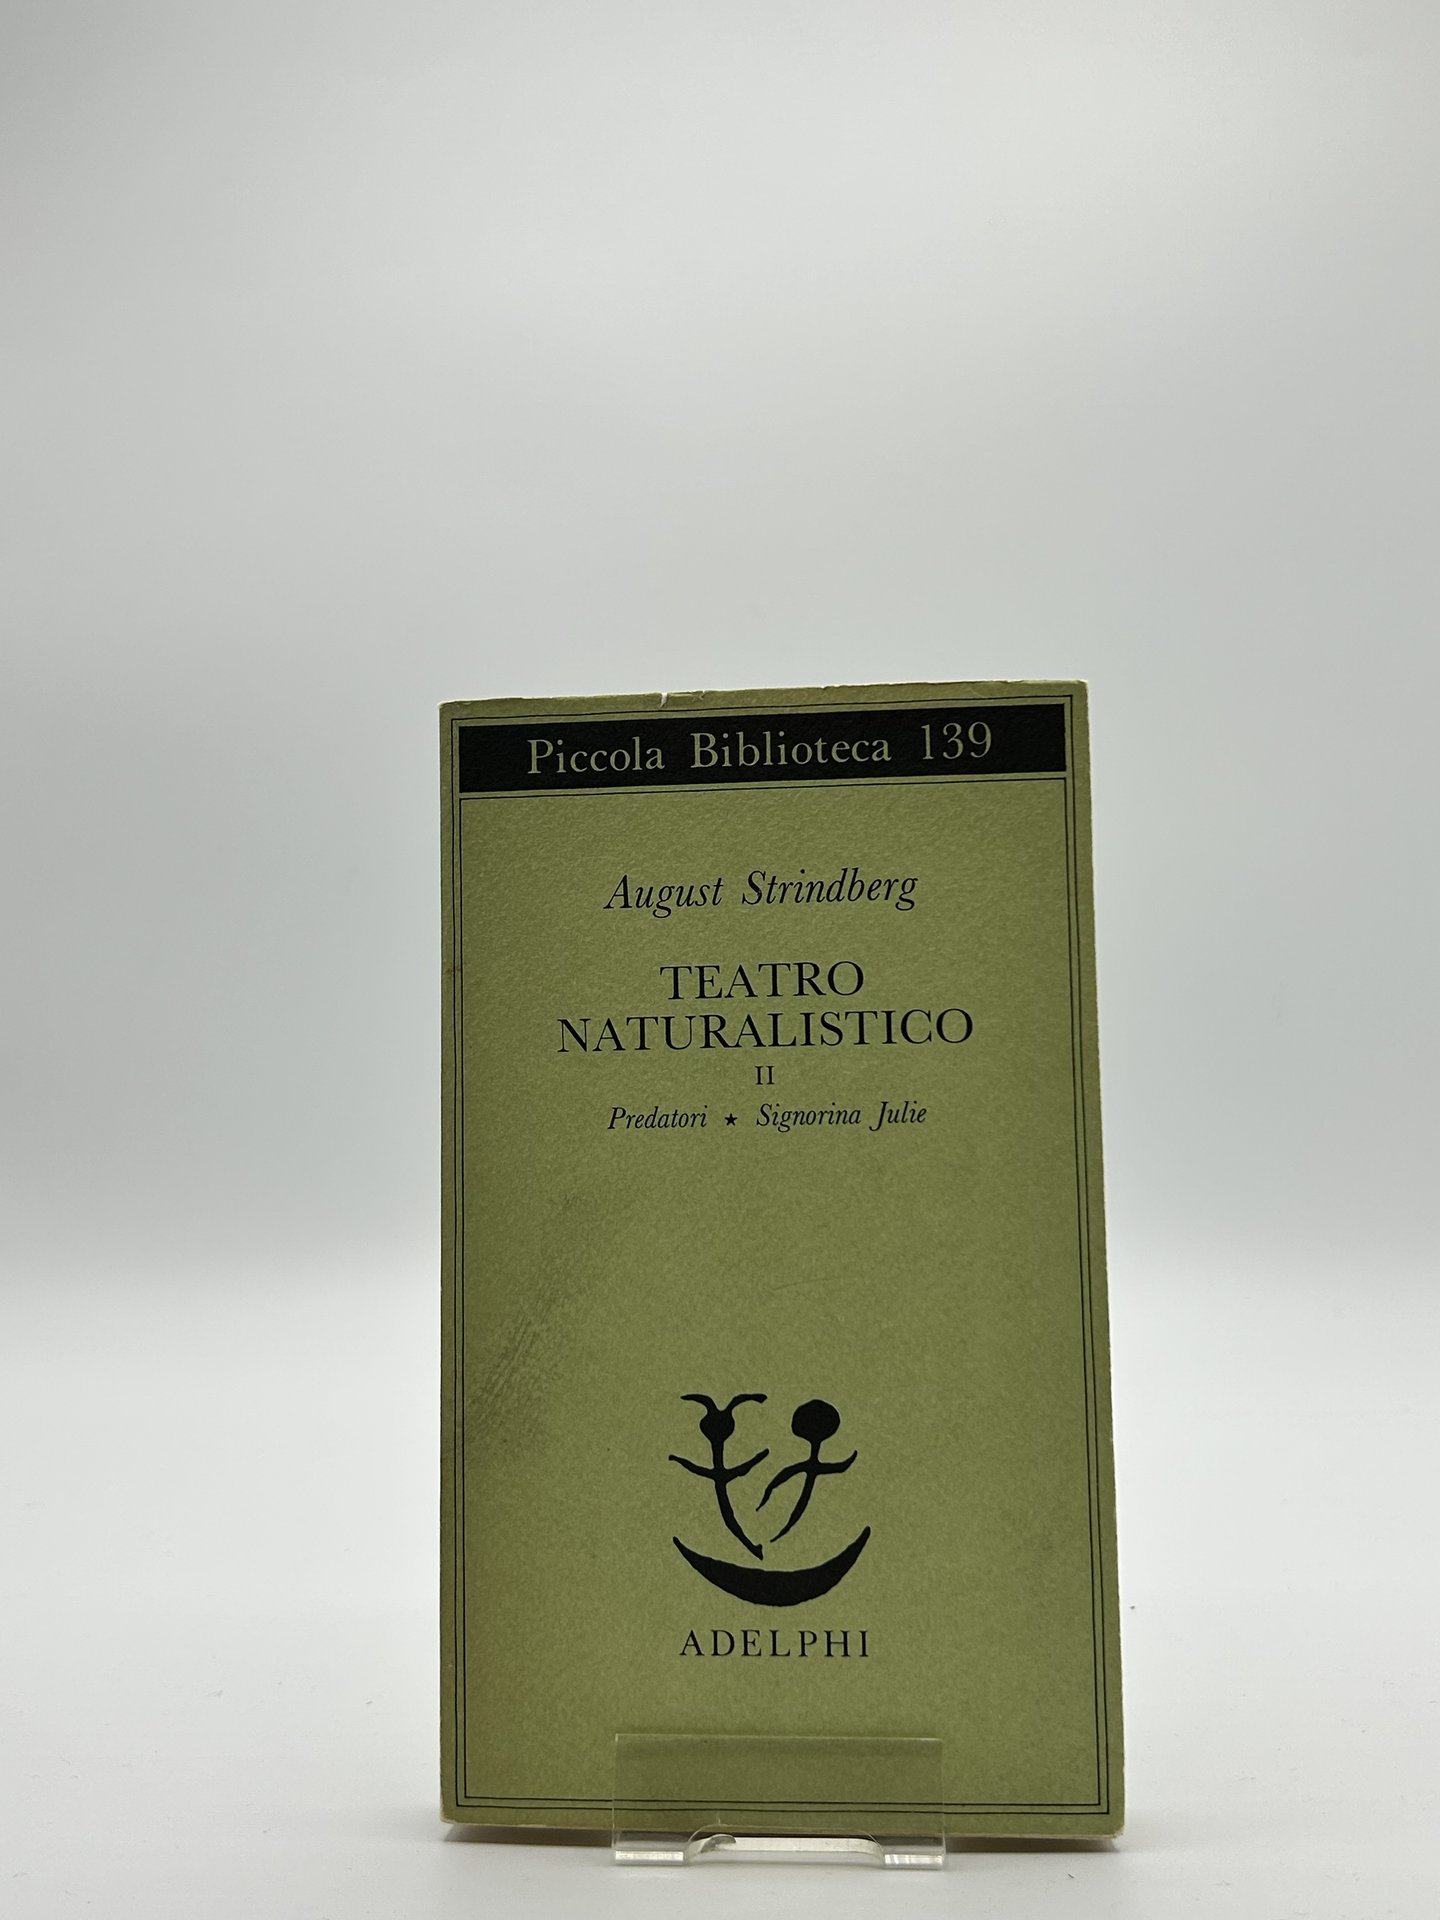 Piccola Biblioteca 139
August Strindberg
TEATRO
NATURALISTICO
II
Predatori ★ Signorina Julie
ADELPHI